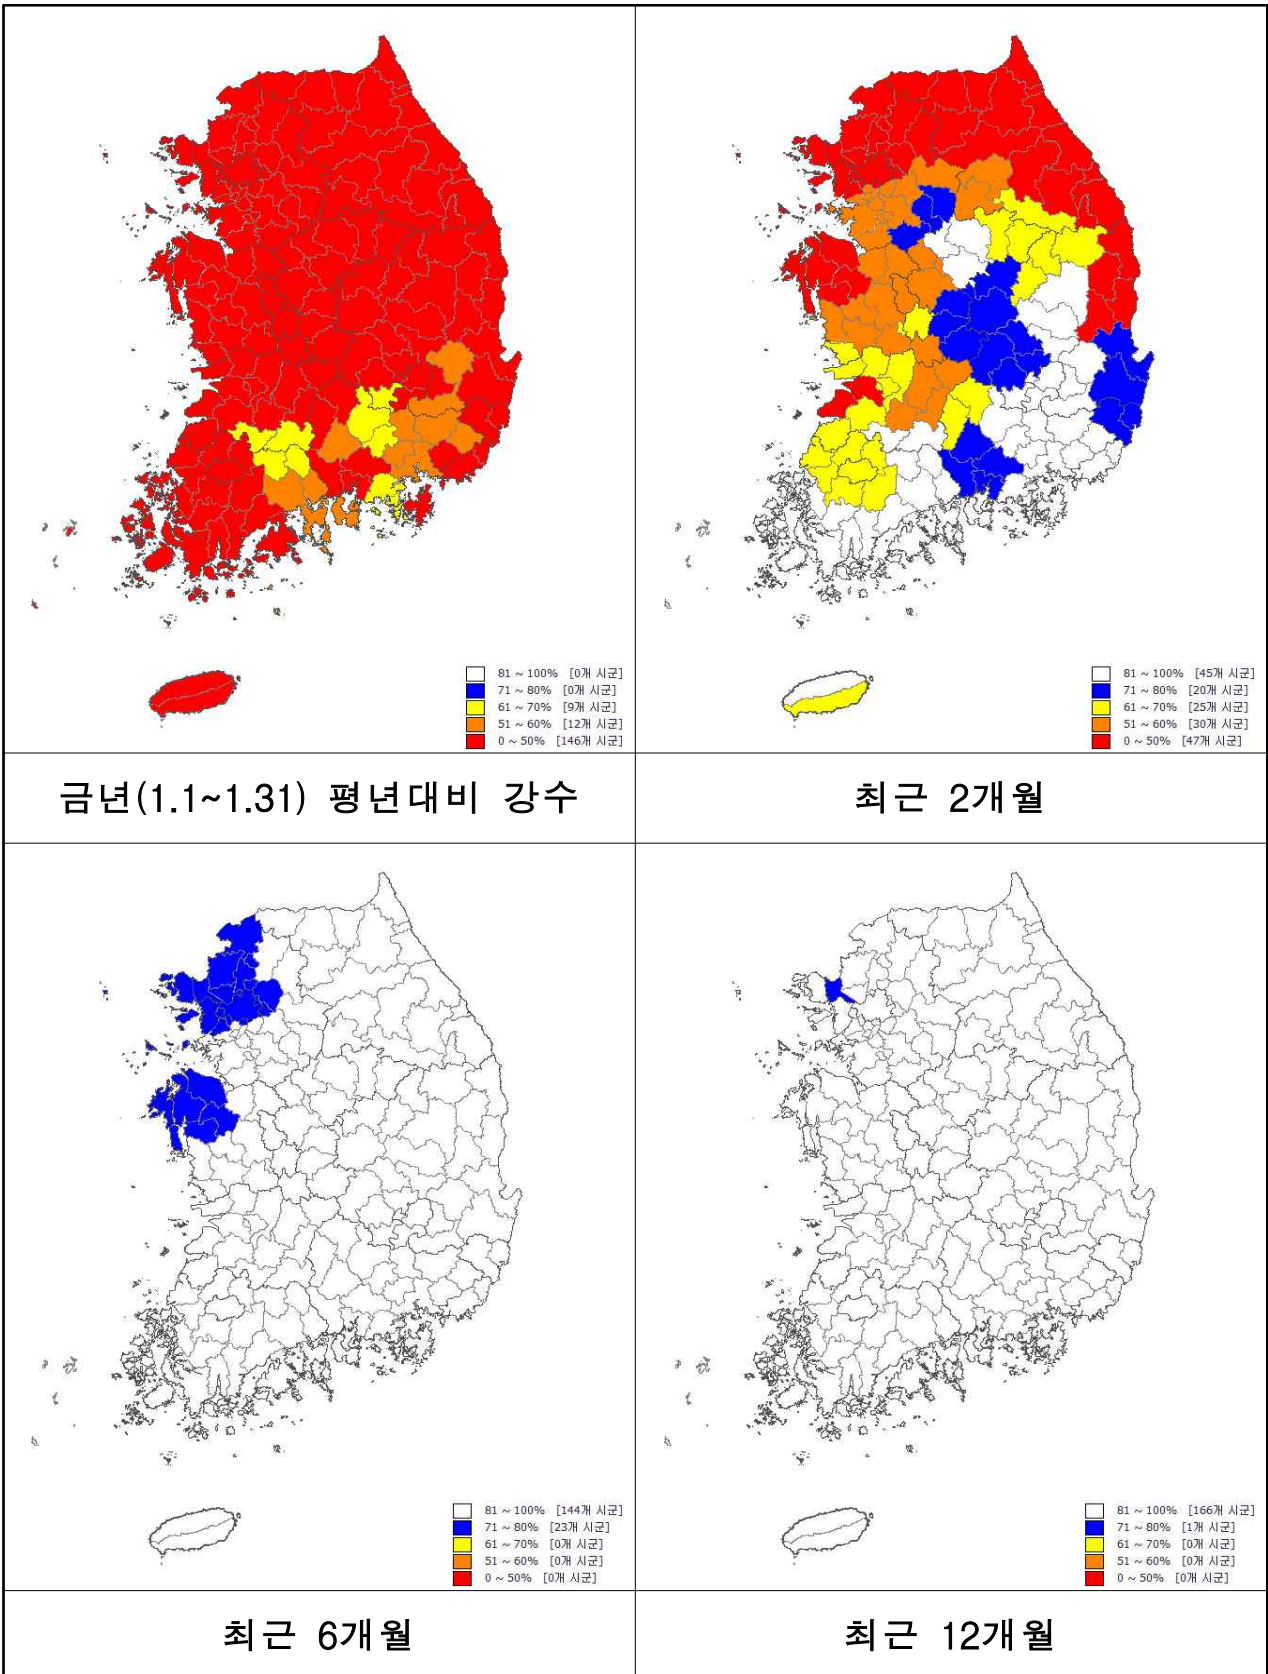 81 ~ 100% [0개 시군]
71 ~ 80% [0개 시군]
61 ~ 70% [9개 시군]
51 ~ 60% [12개 시군]
0 ~ 50% [146개 시군]
81 ~ 100% [45개 시군]
71 ~ 80% [20개 시군]
61 ~ 70% [25개 시군]
51 ~ 60% [30개 시군]
0 ~ 50% [47개 시군]
금년(1.1~1.31) 평년대비 강수
최근 2개월
81 ~ 100% [144개 시군]
71 ~ 80% [23개 시군]
61 ~ 70% [0개 시군]
51 ~ 60% [0개 시군]
0 ~ 50% [0개 시군]
81 ~ 100% [166개 시군]
71 ~ 80% [1개 시군]
61 ~ 70% [0개 시군]
51 ~ 60% [0개 시군]
0 ~ 50% [0개 시군]
최근 6개월
최근 12개월